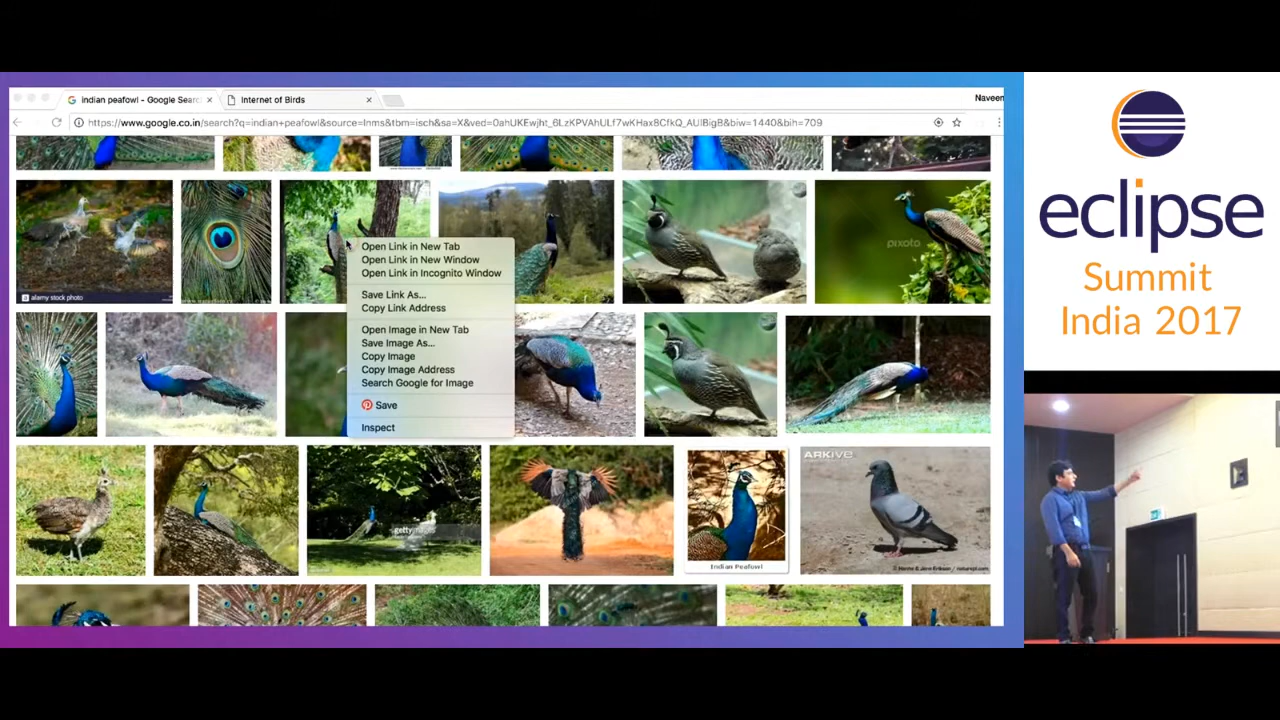 indian peafowl - Google Searc
Internet of Birds
Naveen
https://www.google.co.in/search?q=indian+peafowl&source=lnms&tbm=isch&sa=X&ved=0ahUKEwjht_6LzKPVAhULf7wKHax8CfkQ_AUIBigB&biw=1440&bih=709
alamy stock photo
pixoto
Open Link in New Tab
Open Link in New Window
Open Link in Incognito Window
Save Link As...
Copy Link Address
Open Image in New Tab
Save Image As...
Copy Image
Copy Image Address
Search Google for Image
Save
Inspect
ARKIVE
gettyimages
Indian Peafowl
eclipse
Summit
India 2017